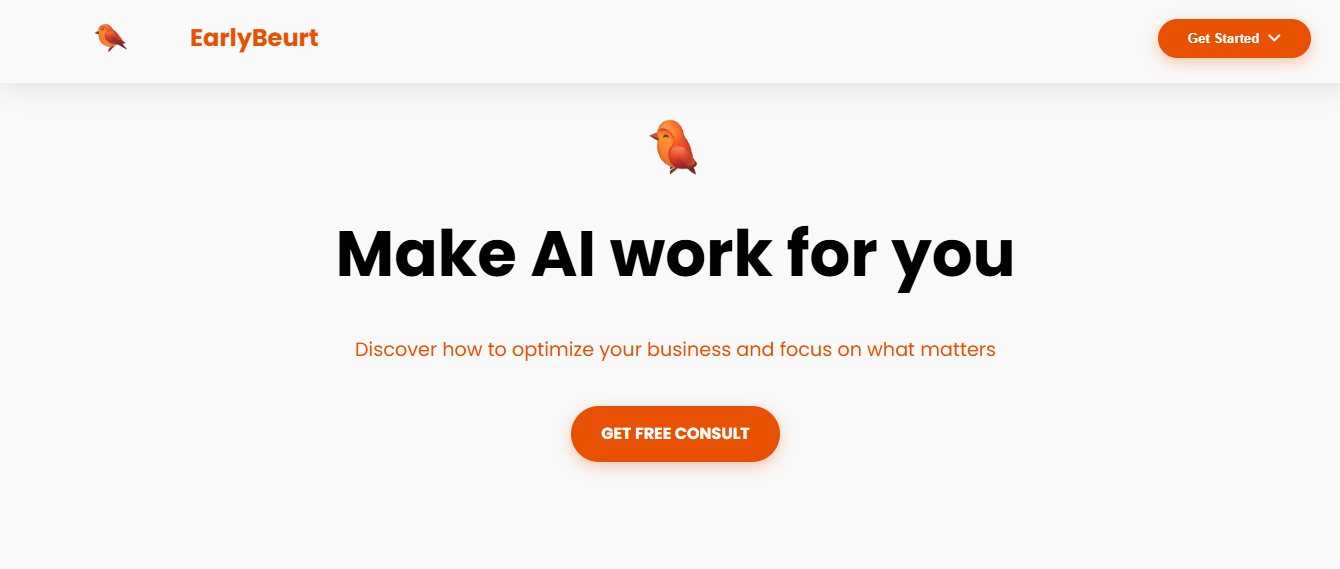 EarlyBeurt
Get Started
Make AI work for you
Discover how to optimize your business and focus on what matters
GET FREE CONSULT